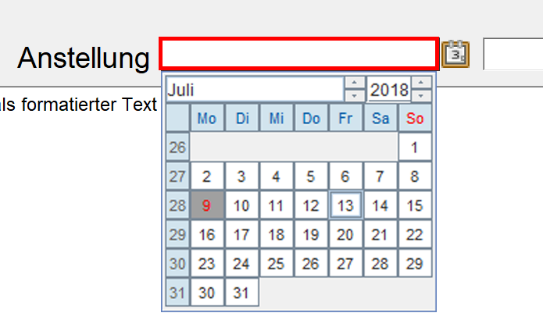 Anstellung
Juli 2018
als formatierter Text
Mo Di Mi Do Fr Sa So
26 1
27 2 3 4 5 6 7 8
28 9 10 11 12 13 14 15
29 16 17 18 19 20 21 22
30 23 24 25 26 27 28 29
31 30 31